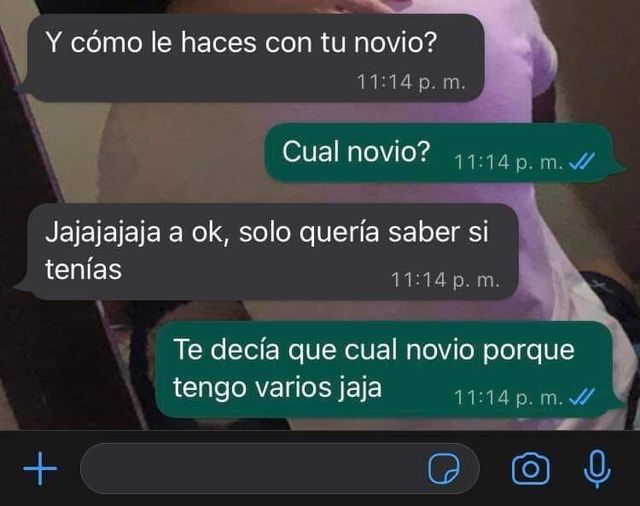 Y cómo le haces con tu novio?
11:14 p. m.
Cual novio? 11:14 p. m.
Jajajajaja a ok, solo quería saber si
tenías 11:14 p. m.
Te decía que cual novio porque
tengo varios jaja 11:14 p. m.